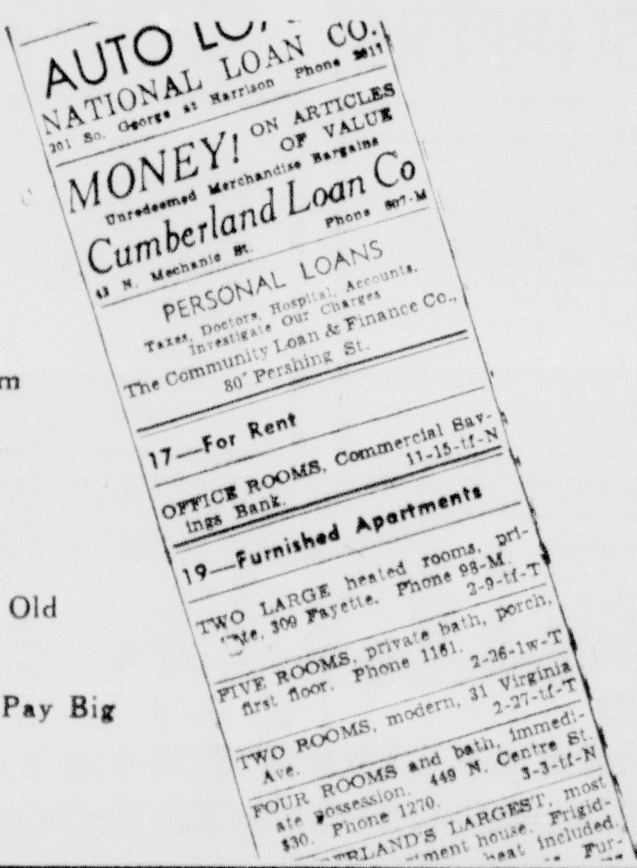 AUTO
NATIONAL LOAN CO.
201 So. George at Harrison Phone 2017
MONEY! ON ARTICLES
OF VALUE
Unredeemed Merchandise Bargains
Cumberland Loan Co
43 N. Mechanic St. Phone 807-M
PERSONAL LOANS
Taxes, Doctors, Hospital, Accounts.
Investigate Our Charges
The Community Loan & Finance Co.,
80 Pershing St.
17—For Rent
OFFICE ROOMS, Commercial Sav-
ings Bank. 11-15-tf-N
19—Furnished Apartments
TWO LARGE heated rooms, pri-
309 Fayette. Phone 98-M.
2-9-tf-T
FIVE ROOMS, private bath, porch,
first floor. Phone 1161.
2-26-1w-T
TWO ROOMS, modern, 31 Virginia
Ave. 2-27-tf-T
FOUR ROOMS and bath, immedi-
ate possession. 449 N. Centre St.
$30. Phone 1270. 3-3-tf-N
LARGEST, most
house. Frigid-
included.
Fur-
m
Old
Pay Big